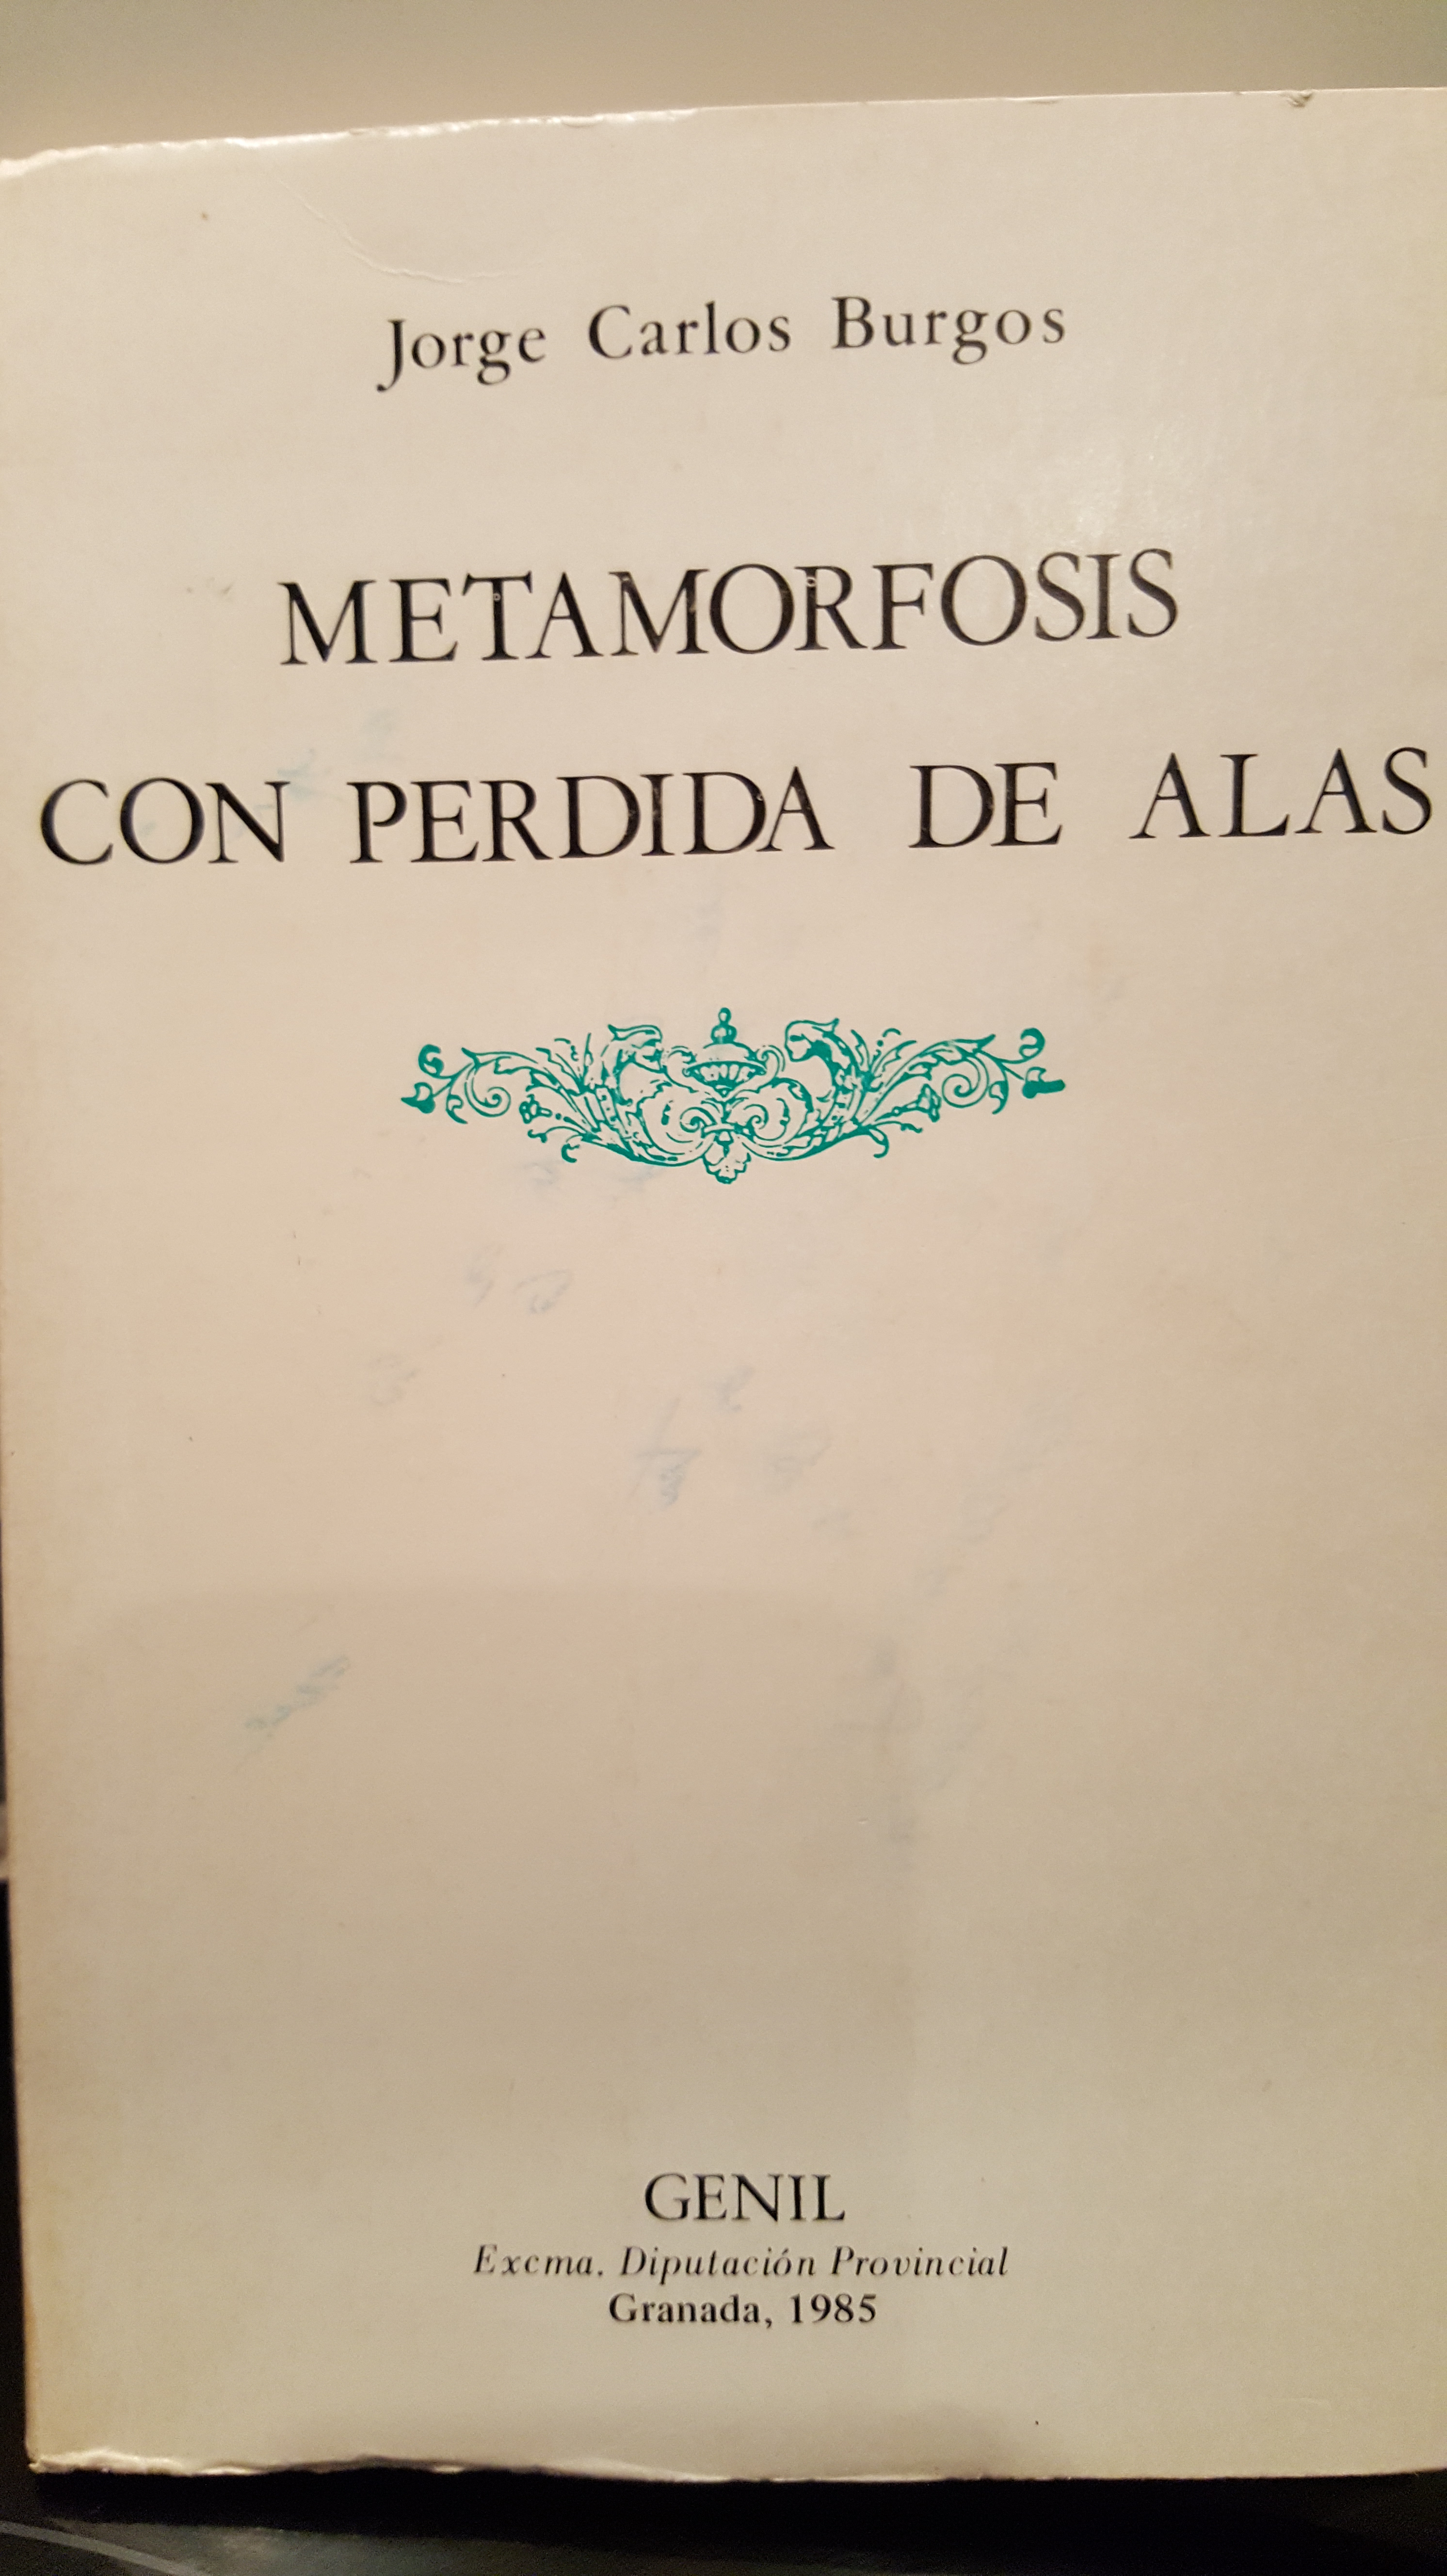 Jorge Carlos Burgos
METAMORFOSIS
CON PERDIDA DE ALAS
GENIL
Excma. Diputación Provincial
Granada, 1985